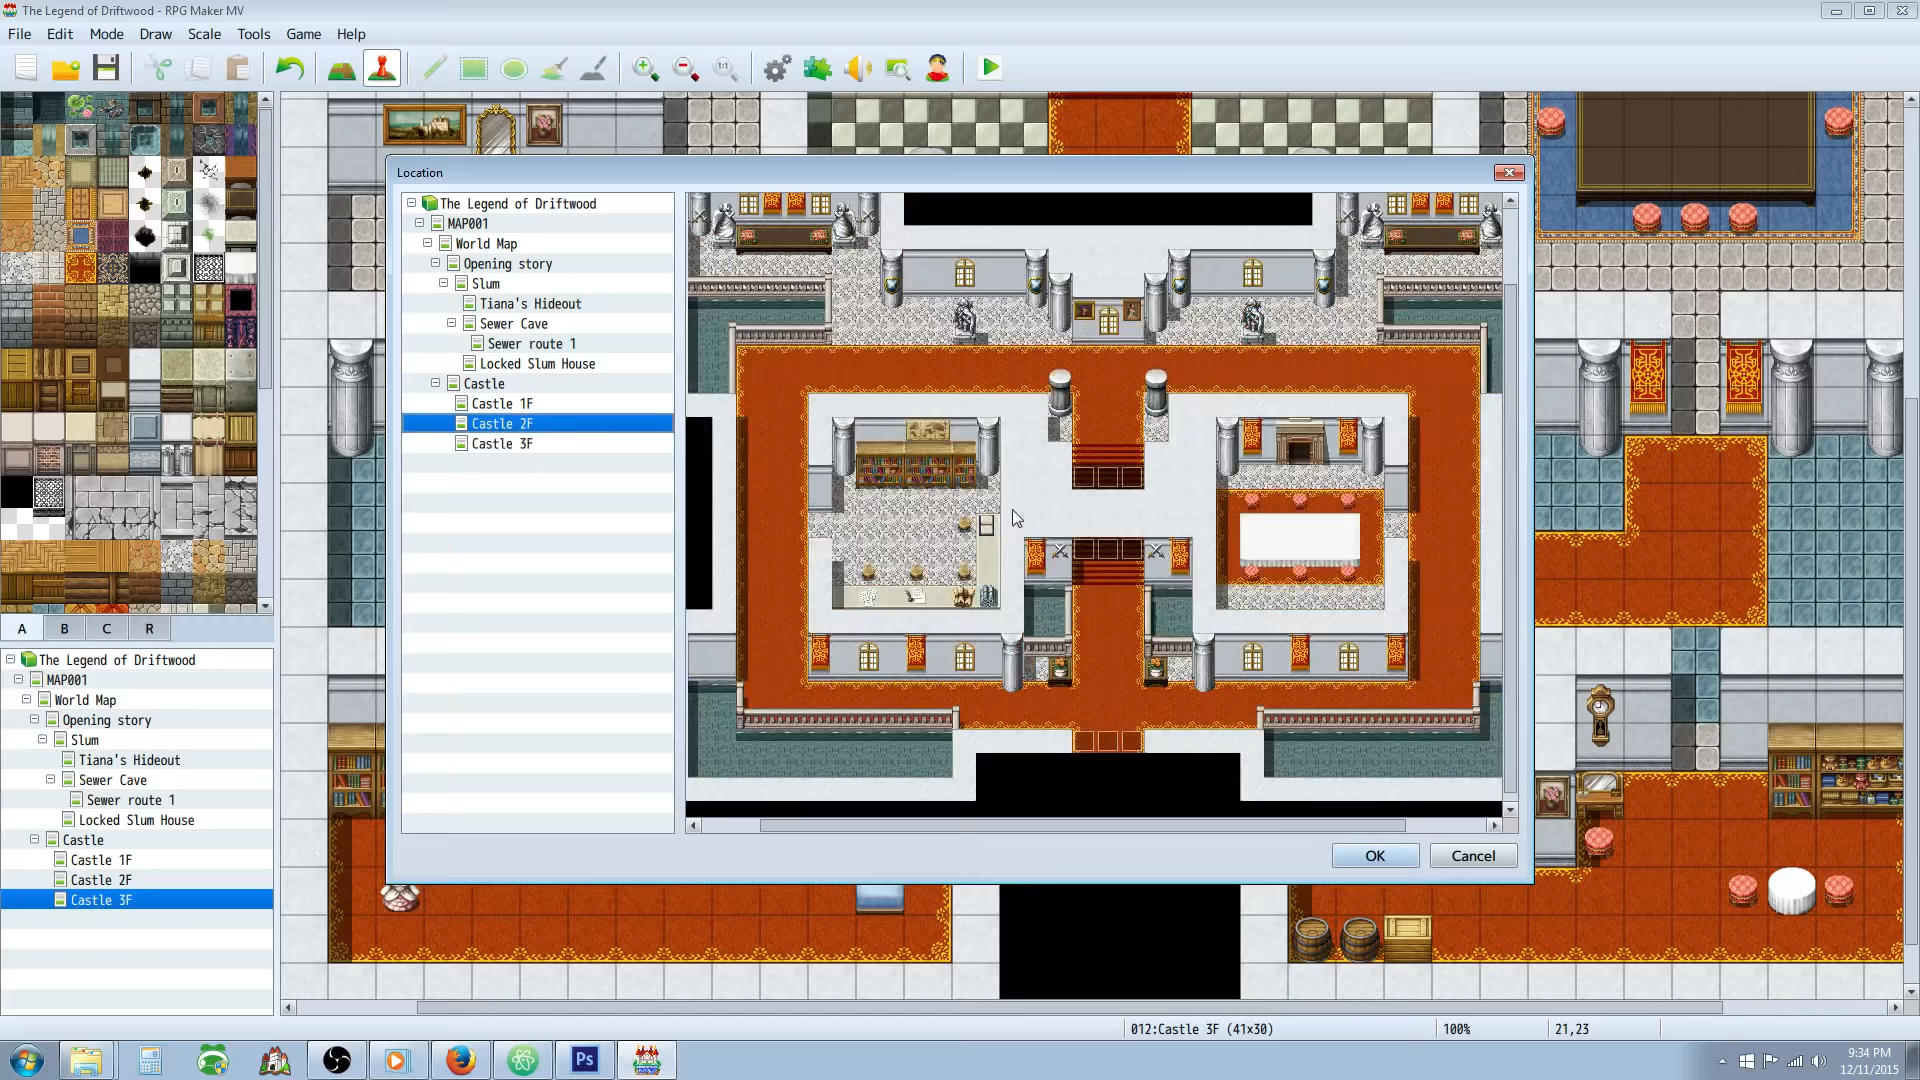 The Legend of Driftwood - RPG Maker MV
File Edit Mode Draw Scale Tools Game Help
1:1
Location
The Legend of Driftwood
MAP001
World Map
Opening story
Slum
Tiana's Hideout
Sewer Cave
Sewer route 1
Locked Slum House
Castle
Castle 1F
Castle 2F
Castle 3F
OK Cancel
A B C R
The Legend of Driftwood
MAP001
World Map
Opening story
Slum
Tiana's Hideout
Sewer Cave
Sewer route 1
Locked Slum House
Castle
Castle 1F
Castle 2F
Castle 3F
012:Castle 3F (41x30) 100% 21,23
Ps
9:34 PM
12/11/2015